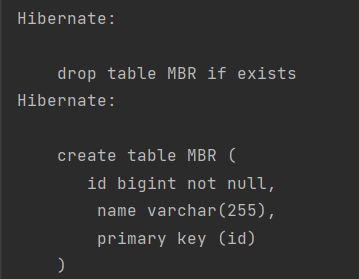 Hibernate:
drop table MBR if exists
Hibernate:
create table MBR (
id bigint not null,
name varchar(255),
primary key (id)
)